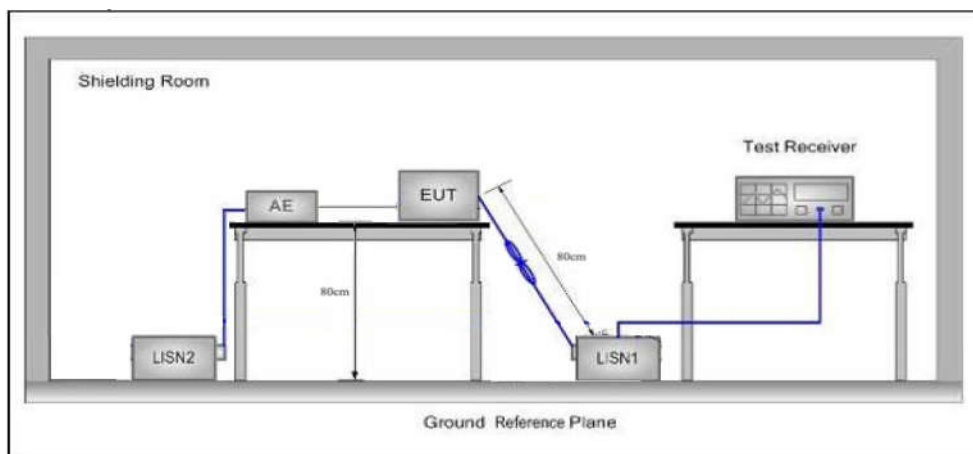 Shielding Room
Test Receiver
AE
EUT
80cm
80cm
LISN2
LISN1
Ground Reference Plane